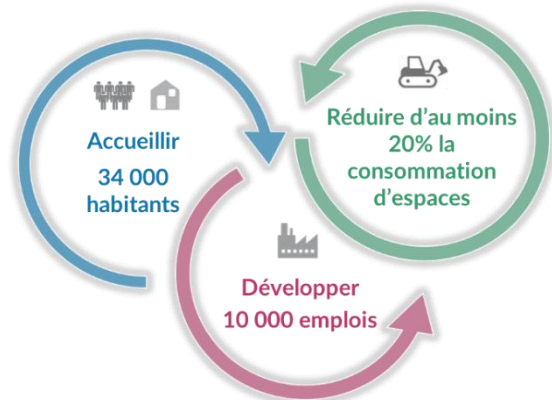 Accueillir
34 000
habitants
Réduire d'au moins
20% la
consommation
d'espaces
Développer
10 000 emplois